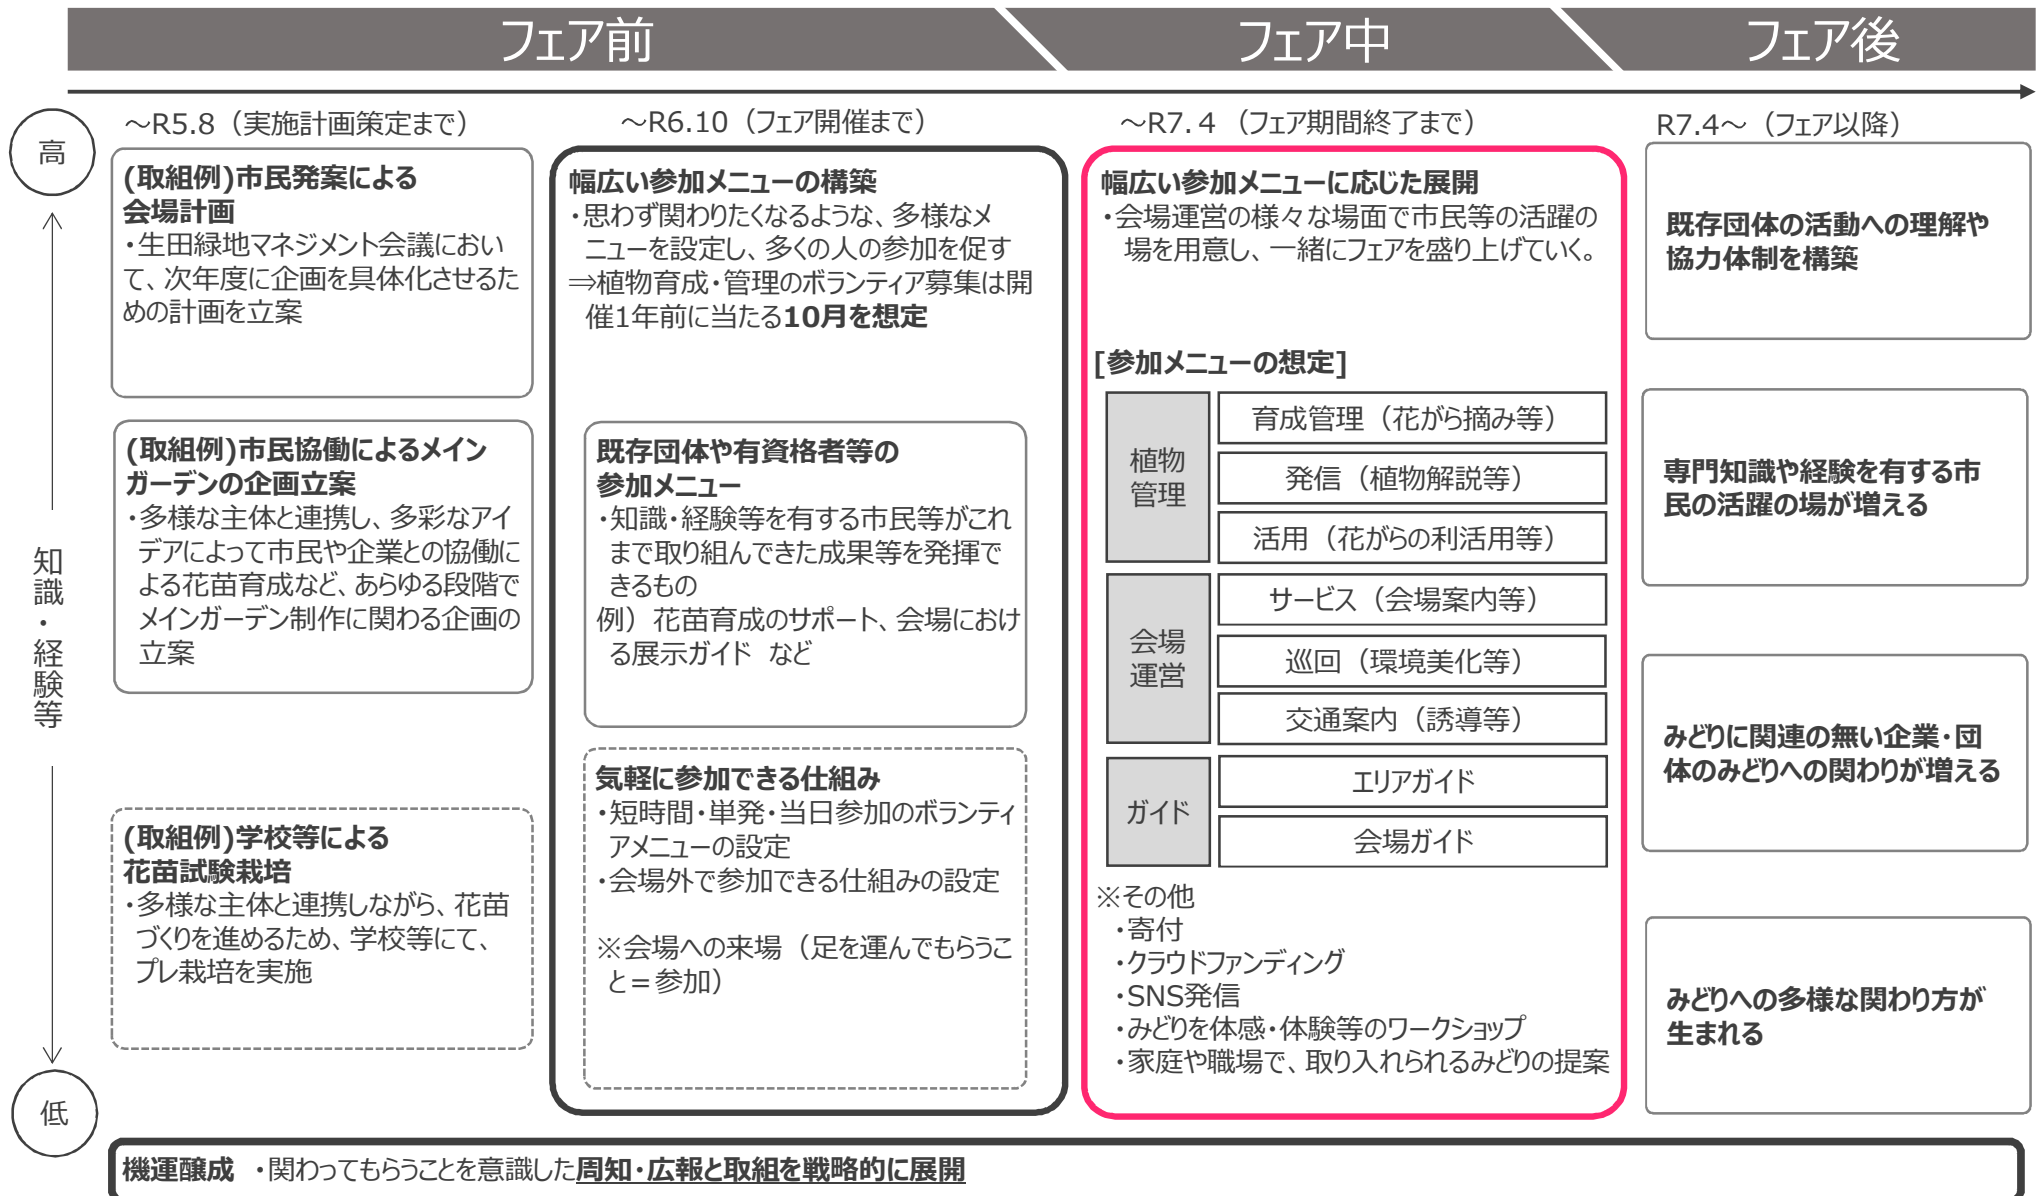 フェア前
フェア中
フェア後
～R5.8（実施計画策定まで）
～R6.10（フェア開催まで）
～R7.４（フェア期間終了まで）
R7.4～（フェア以降）
高
知識・経験等
低
(取組例)市民発案による
会場計画
・生田緑地マネジメント会議におい
て、次年度に企画を具体化させるた
めの計画を立案
(取組例)市民協働によるメイン
ガーデンの企画立案
・多様な主体と連携し、多彩なアイ
デアによって市民や企業との協働に
よる花苗育成など、あらゆる段階で
メインガーデン制作に関わる企画の
立案
(取組例)学校等による
花苗試験栽培
・多様な主体と連携しながら、花苗
づくりを進めるため、学校等にて、
プレ栽培を実施
幅広い参加メニューの構築
・思わず関わりたくなるような、多様なメ
ニューを設定し、多くの人の参加を促す
⇒植物育成・管理のボランティア募集は開
催1年前に当たる10月を想定
既存団体や有資格者等の
参加メニュー
・知識・経験等を有する市民等がこれ
まで取り組んできた成果等を発揮で
きるもの
例）花苗育成のサポート、会場におけ
る展示ガイド など
気軽に参加できる仕組み
・短時間・単発・当日参加のボランティ
アメニューの設定
・会場外で参加できる仕組みの設定
※会場への来場（足を運んでもらうこ
と＝参加）
幅広い参加メニューに応じた展開
・会場運営の様々な場面で市民等の活躍の
場を用意し、一緒にフェアを盛り上げていく。
[参加メニューの想定]
植物
管理
育成管理（花がら摘み等）
発信（植物解説等）
活用（花がらの利活用等）
会場
運営
サービス（会場案内等）
巡回（環境美化等）
交通案内（誘導等）
ガイド
エリアガイド
会場ガイド
※その他
・寄付
・クラウドファンディング
・SNS発信
・みどりを体感・体験等のワークショップ
・家庭や職場で、取り入れられるみどりの提案
既存団体の活動への理解や
協力体制を構築
専門知識や経験を有する市
民の活躍の場が増える
みどりに関連の無い企業・団
体のみどりへの関わりが増える
みどりへの多様な関わり方が
生まれる
機運醸成 ・関わってもらうことを意識した周知・広報と取組を戦略的に展開